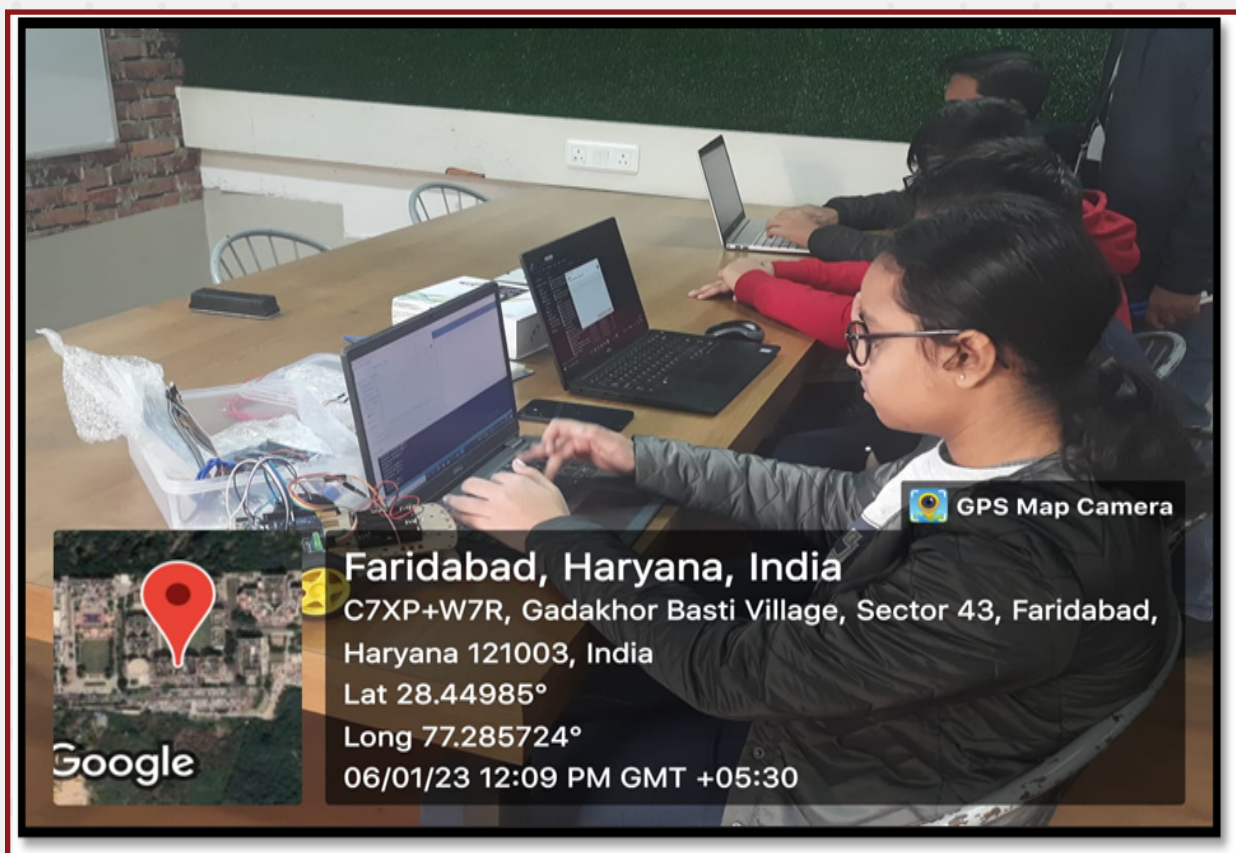 GPS Map Camera
Faridabad, Haryana, India
C7XP+W7R, Gadakhor Basti Village, Sector 43, Faridabad,
Haryana 121003, India
Lat 28.44985°
Long 77.285724°
06/01/23 12:09 PM GMT +05:30
Google